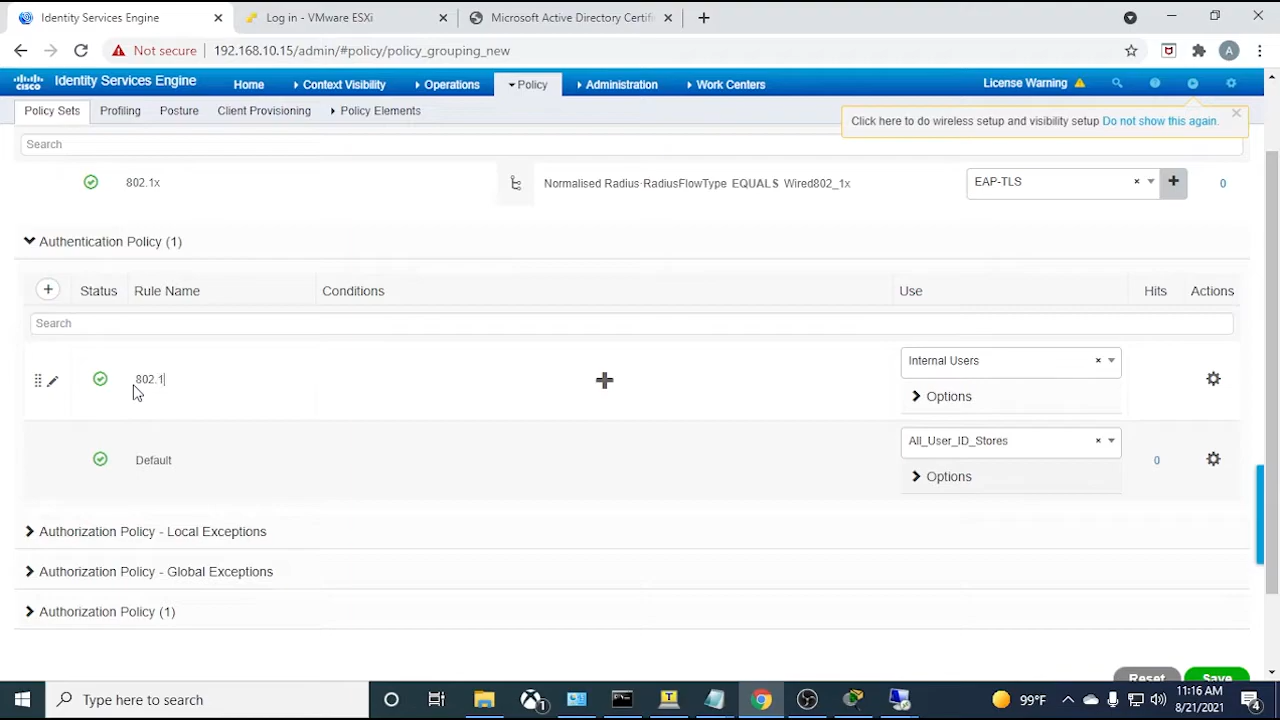 Identity Services Engine
Log in - VMware ESXi
Microsoft Active Directory Certifi
Not secure
192.168.10.15/admin/#policy/policy_grouping_new
A
CISCO
Identity Services Engine
Home
Context Visibility
Operations
Policy
Administration
Work Centers
License Warning
Policy Sets
Profiling
Posture
Client Provisioning
Policy Elements
Click here to do wireless setup and visibility setup Do not show this again.
Search
802.1x
Normalised Radius·RadiusFlowType EQUALS Wired802_1x
EAP-TLS
0
Authentication Policy (1)
Status
Rule Name
Conditions
Use
Hits
Actions
Search
802.1
Internal Users
Options
Default
All_User_ID_Stores
0
Options
Authorization Policy - Local Exceptions
Authorization Policy - Global Exceptions
Authorization Policy (1)
Reset
Save
Type here to search
1
99°F
11:16 AM
8/21/2021
4